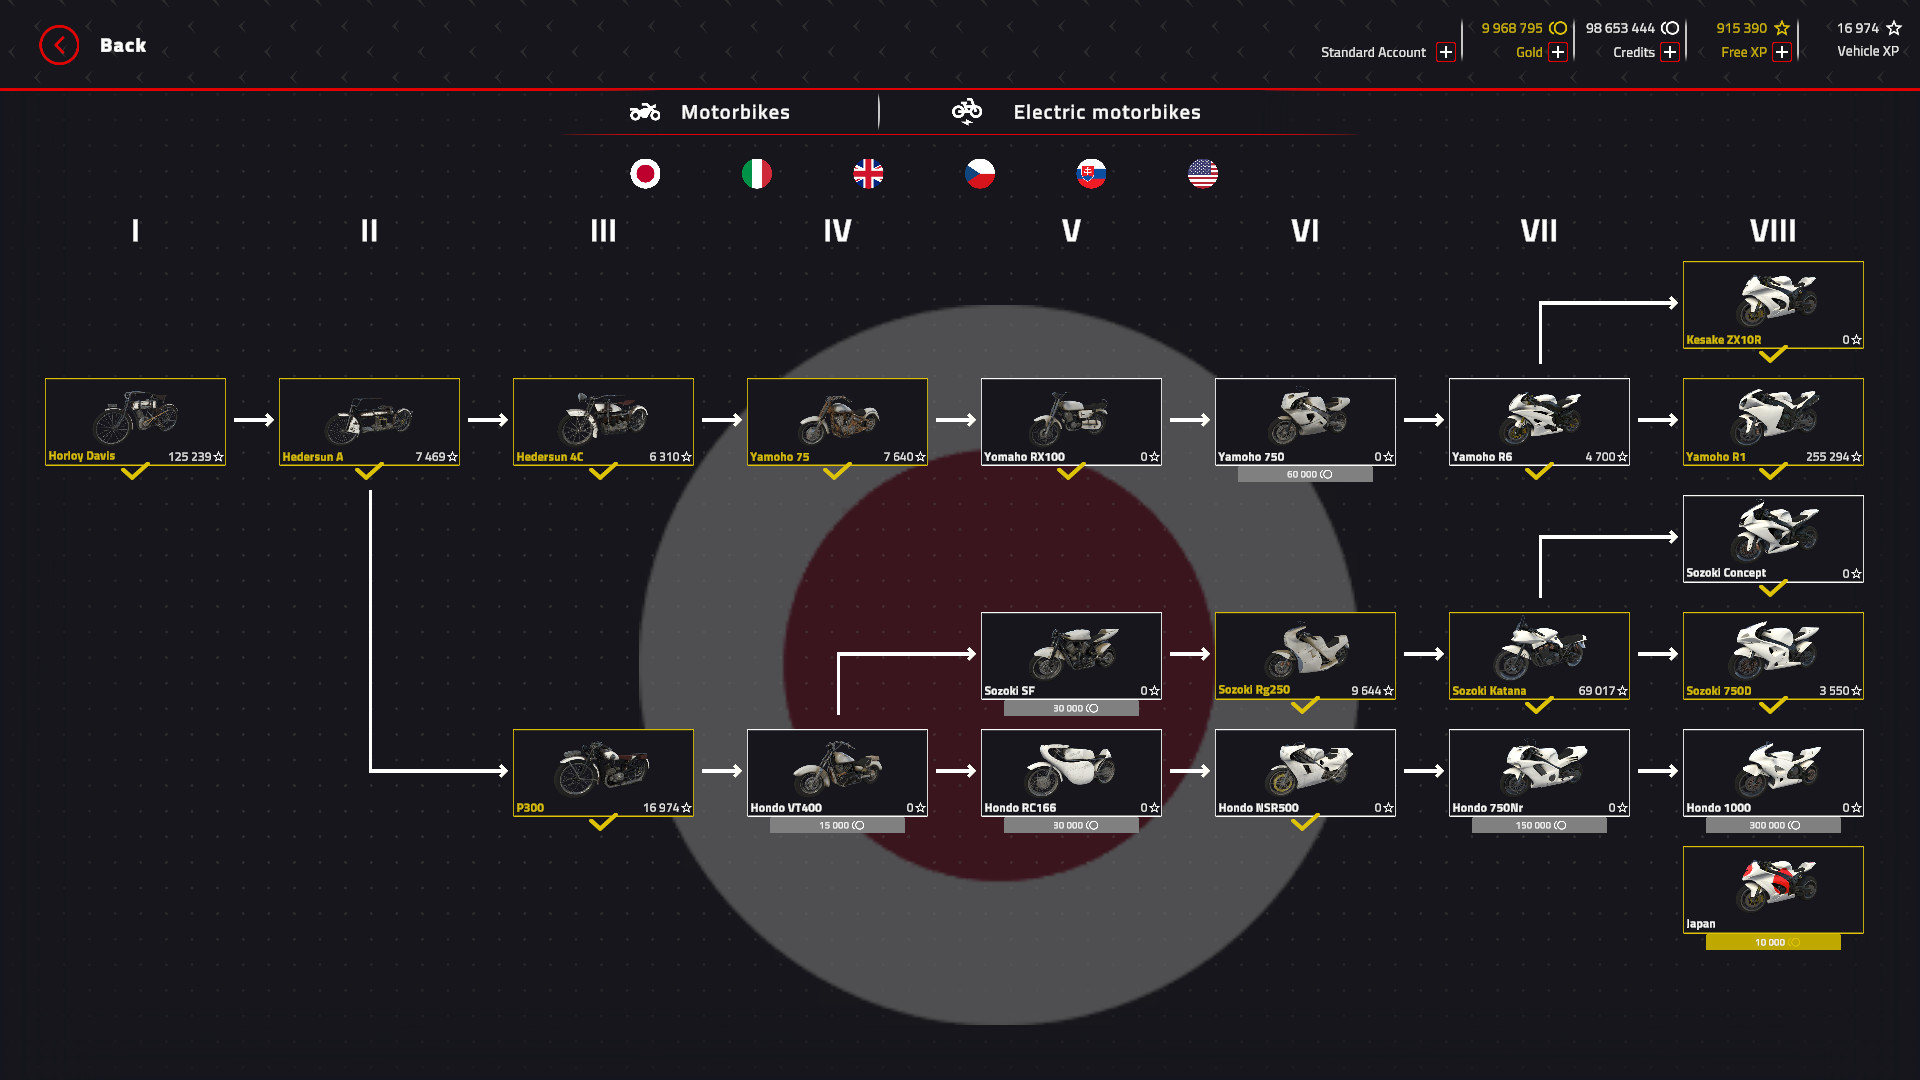 Back
Standard Account
9 968 795
Gold
98 653 444
Credits
915 390
Free XP
16 974
Vehicle XP
Motorbikes
Electric motorbikes
I
II
III
IV
V
VI
VII
VIII
Kesake ZX10R 0
Horloy Davis 125 239
Hedersun A 7 469
Hedersun 4C 6 310
Yamoho 75 7 640
Yomaho RX100 0
Yamoho 750 0
60 000
Yamoho R6 4 700
Yamoho R1 255 294
Sozoki Concept 0
Sozoki SF 0
30 000
Sozoki Rg250 9 644
Sozoki Katana 69 017
Sozoki 750D 3 550
P300 16 974
Hondo VT400 0
15 000
Hondo RC166 0
30 000
Hondo NSR500 0
Hondo 750Nr 0
150 000
Hondo 1000 0
300 000
Japan
10 000